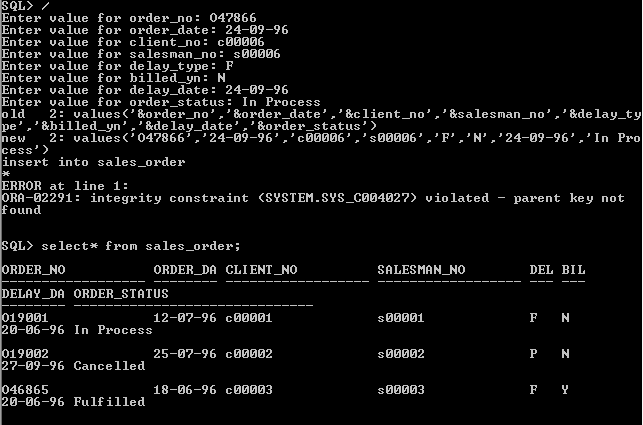 SQL> /
Enter value for order_no: O47866
Enter value for order_date: 24-09-96
Enter value for client_no: c00006
Enter value for salesman_no: s00006
Enter value for delay_type: F
Enter value for billed_yn: N
Enter value for delay_date: 24-09-96
Enter value for order_status: In Process
old   2: values('&order_no','&order_date','&client_no','&salesman_no','&delay_ty
pe','&billed_yn','&delay_date','&order_status')
new   2: values('O47866','24-09-96','c00006','s00006','F','N','24-09-96','In Pro
cess')
insert into sales_order
*
ERROR at line 1:
ORA-02291: integrity constraint (SYSTEM.SYS_C004027) violated - parent key not
found
SQL> select* from sales_order;
ORDER_NO             ORDER_DA CLIENT_NO            SALESMAN_NO          DEL BIL
-------------------- -------- -------------------- -------------------- --- ---
DELAY_DA ORDER_STATUS
-------- ------------------------------
O19001               12-07-96 c00001               s00001               F   N
20-06-96 In Process
O19002               25-07-96 c00002               s00002               P   N
27-09-96 Cancelled
O46865               18-06-96 c00003               s00003               F   Y
20-06-96 Fulfilled